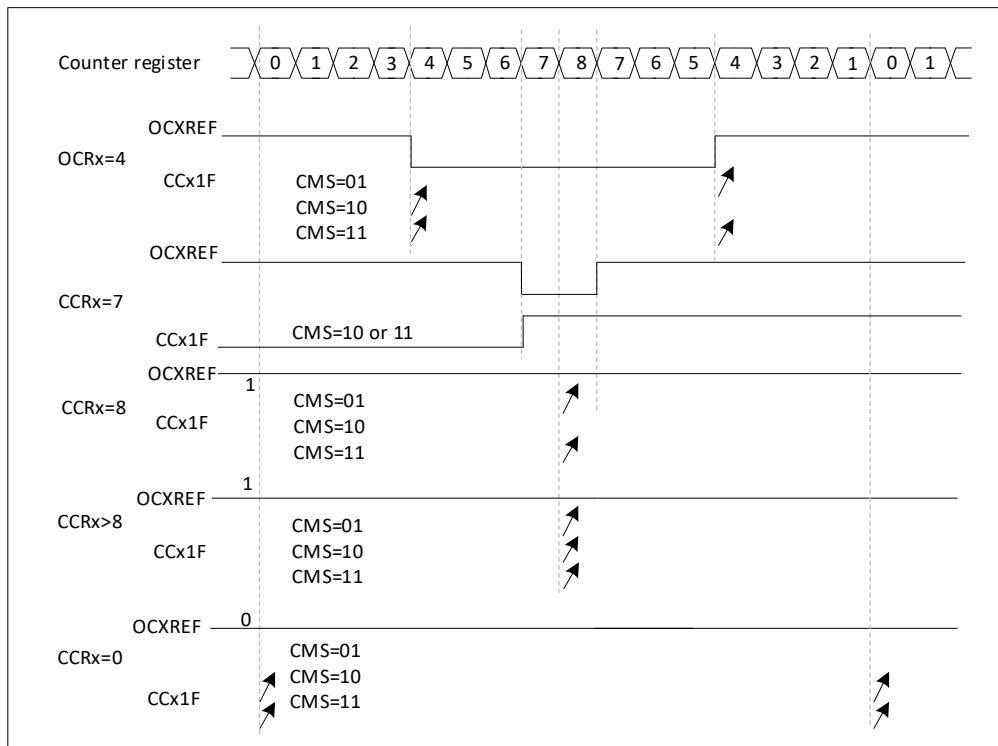 Counter register 0 1 2 3 4 5 6 7 8 7 6 5 4 3 2 1 0 1
OCXREF
OCRx=4
CCx1F
CMS=01
CMS=10
CMS=11
OCXREF
CCRx=7
CCx1F
CMS=10 or 11
OCXREF
1
CCRx=8
CCx1F
CMS=01
CMS=10
CMS=11
OCXREF
1
CCRx>8
CCx1F
CMS=01
CMS=10
CMS=11
OCXREF
0
CCRx=0
CCx1F
CMS=01
CMS=10
CMS=11